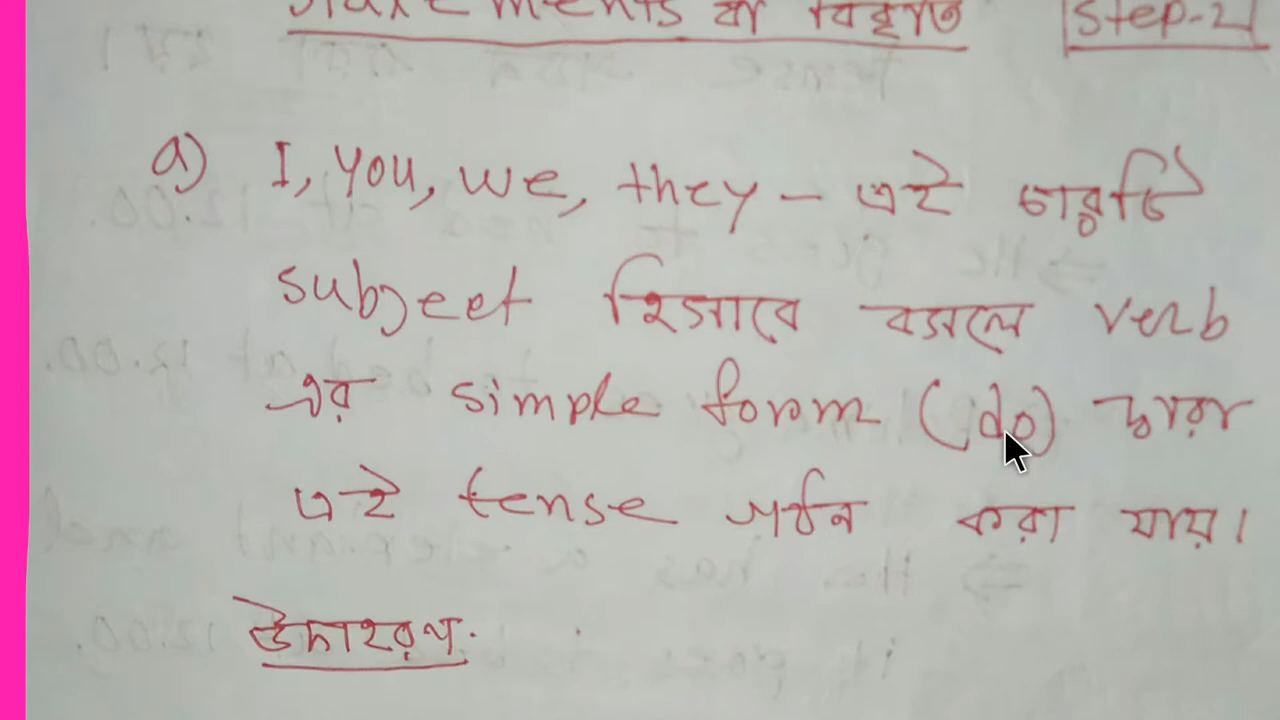 Statements বা বিবৃতি Step-2
a) I, you, we, they – এই চারটি
subject হিসাবে বসলে verb
এর simple form (do) দ্বারা
এই tense গঠন করা যায়।
উদাহরণ.